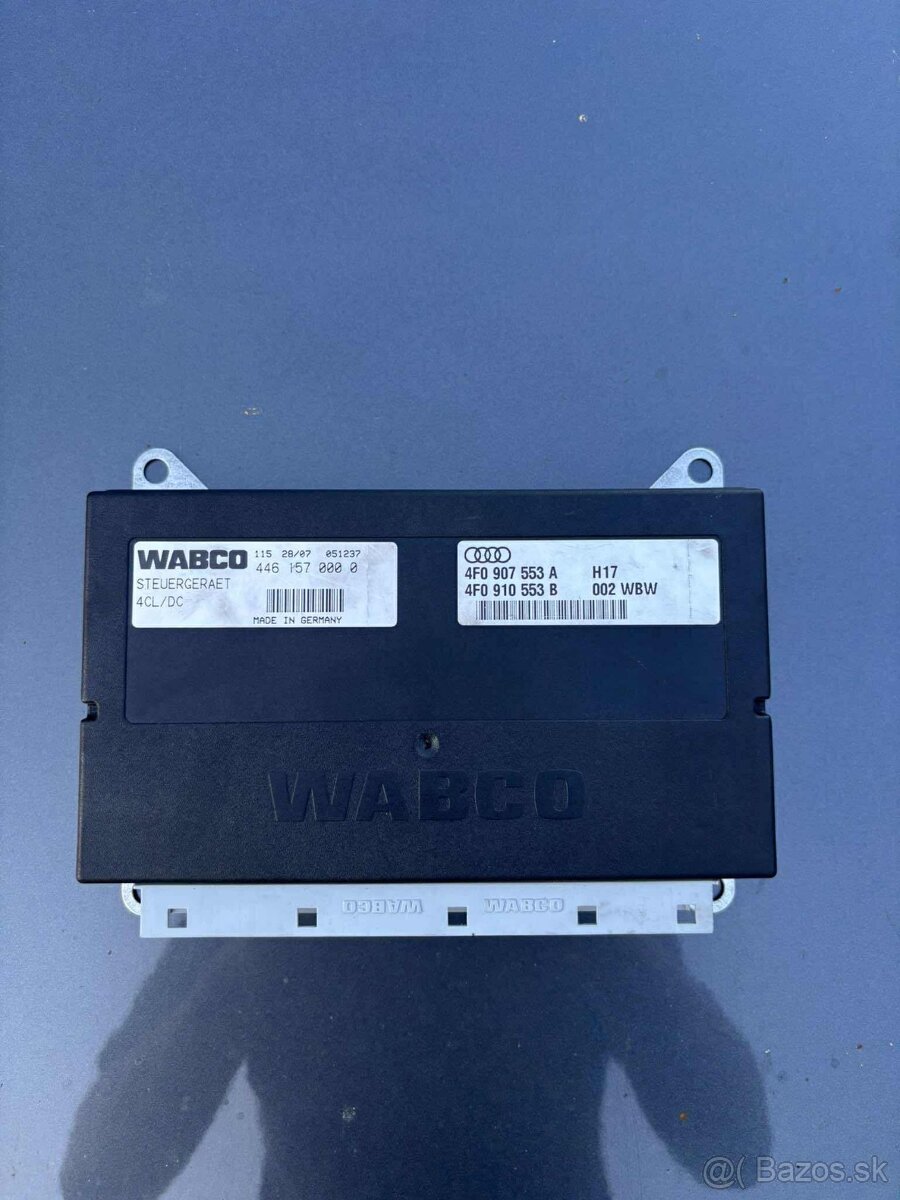 WABCO 115 28/07 051237
446 157 000 0
STEUERGERAET
4CL/DC
MADE IN GERMANY
4F0 907 553 A H17
4F0 910 553 B 002 WBW
WABCO
WABCO WABCO
@( Bazos.sk